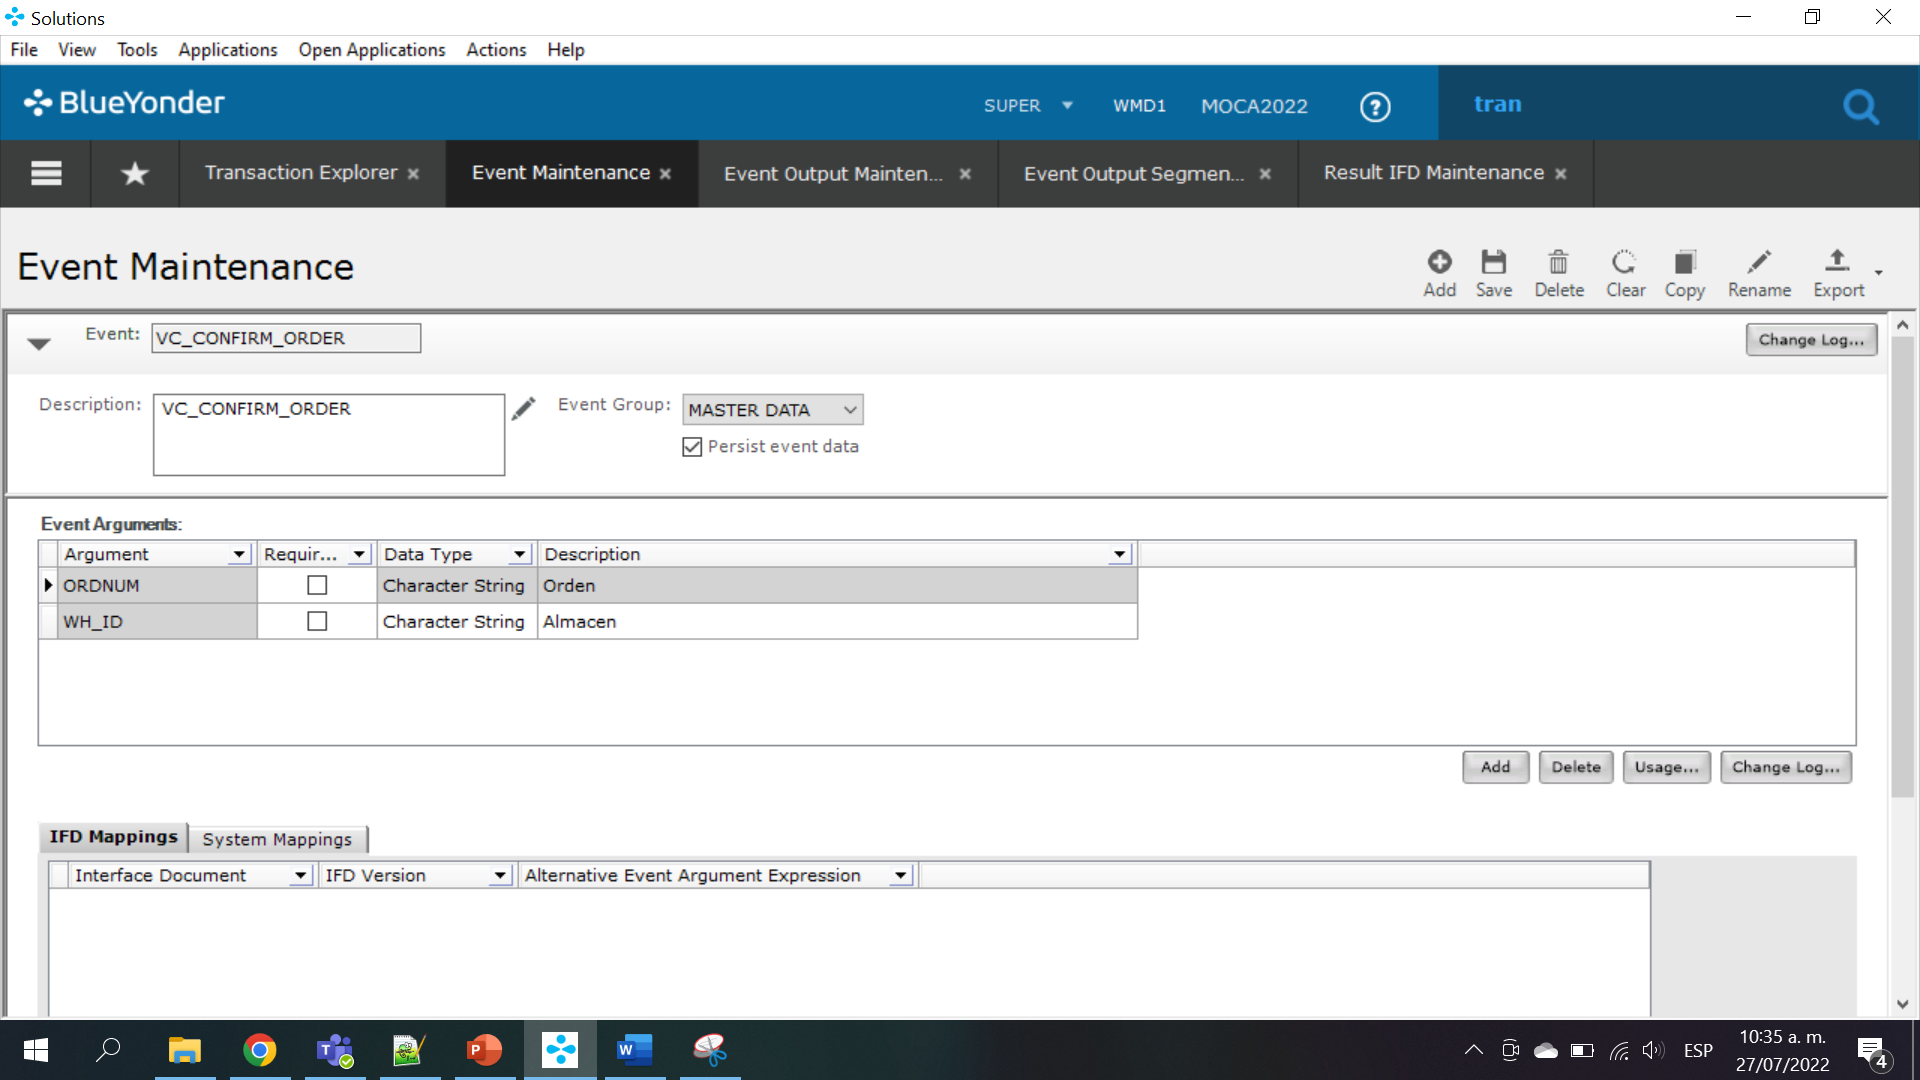 Solutions
File View Tools Applications Open Applications Actions Help
BlueYonder SUPER WMD1 MOCA2022 ? tran
Transaction Explorer × Event Maintenance × Event Output Mainten... × Event Output Segmen... × Result IFD Maintenance ×
Event Maintenance
Add Save Delete Clear Copy Rename Export
Event: VC_CONFIRM_ORDER Change Log...
Description: VC_CONFIRM_ORDER Event Group: MASTER DATA
Persist event data
Event Arguments:
Argument Requir... Data Type Description
ORDNUM Character String Orden
WH_ID Character String Almacen
Add Delete Usage... Change Log...
IFD Mappings System Mappings
Interface Document IFD Version Alternative Event Argument Expression
T P W ESP 10:35 a. m.
27/07/2022 4